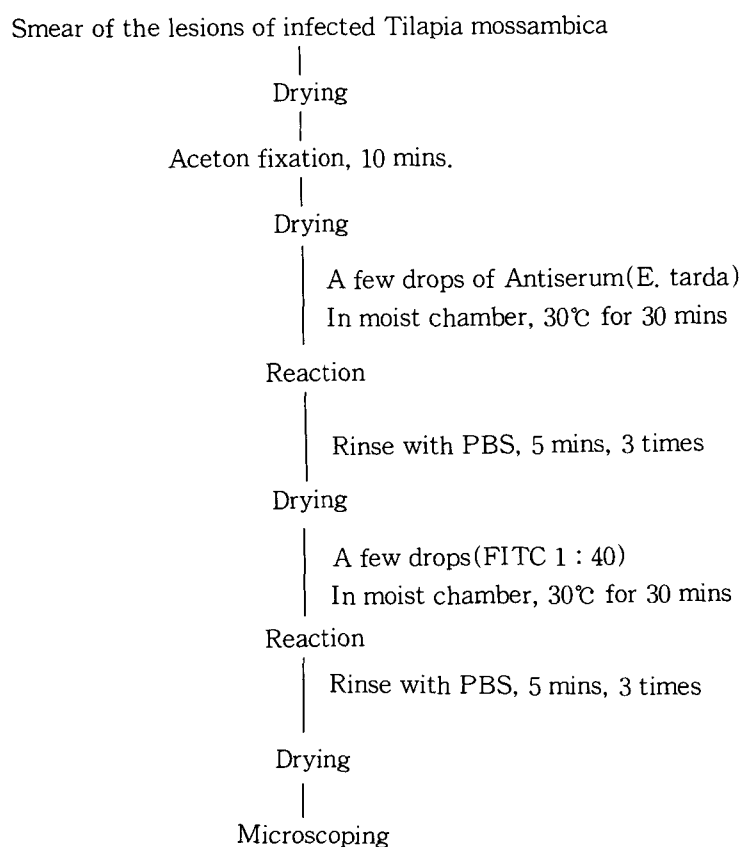 Smear of the lesions of infected Tilapia mossambica
Drying
Aceton fixation, 10 mins.
Drying
A few drops of Antiserum(E. tarda)
In moist chamber, 30℃ for 30 mins
Reaction
Rinse with PBS, 5 mins, 3 times
Drying
A few drops(FITC 1 : 40)
In moist chamber, 30℃ for 30 mins
Reaction
Rinse with PBS, 5 mins, 3 times
Drying
Microscoping